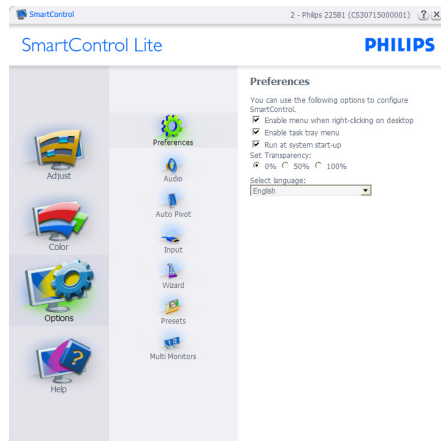 SmartControl
2 - Philips 225B1 (CS30715000001)
SmartControl Lite
PHILIPS
Adjust
Color
Options
Help
Preferences
Audio
Auto Pivot
Input
Wizard
Presets
Multi Monitors
Preferences
You can use the following options to configure
SmartControl.
Enable menu when right-clicking on desktop
Enable task tray menu
Run at system start-up
Set Transparency:
0% 50% 100%
Select language:
English